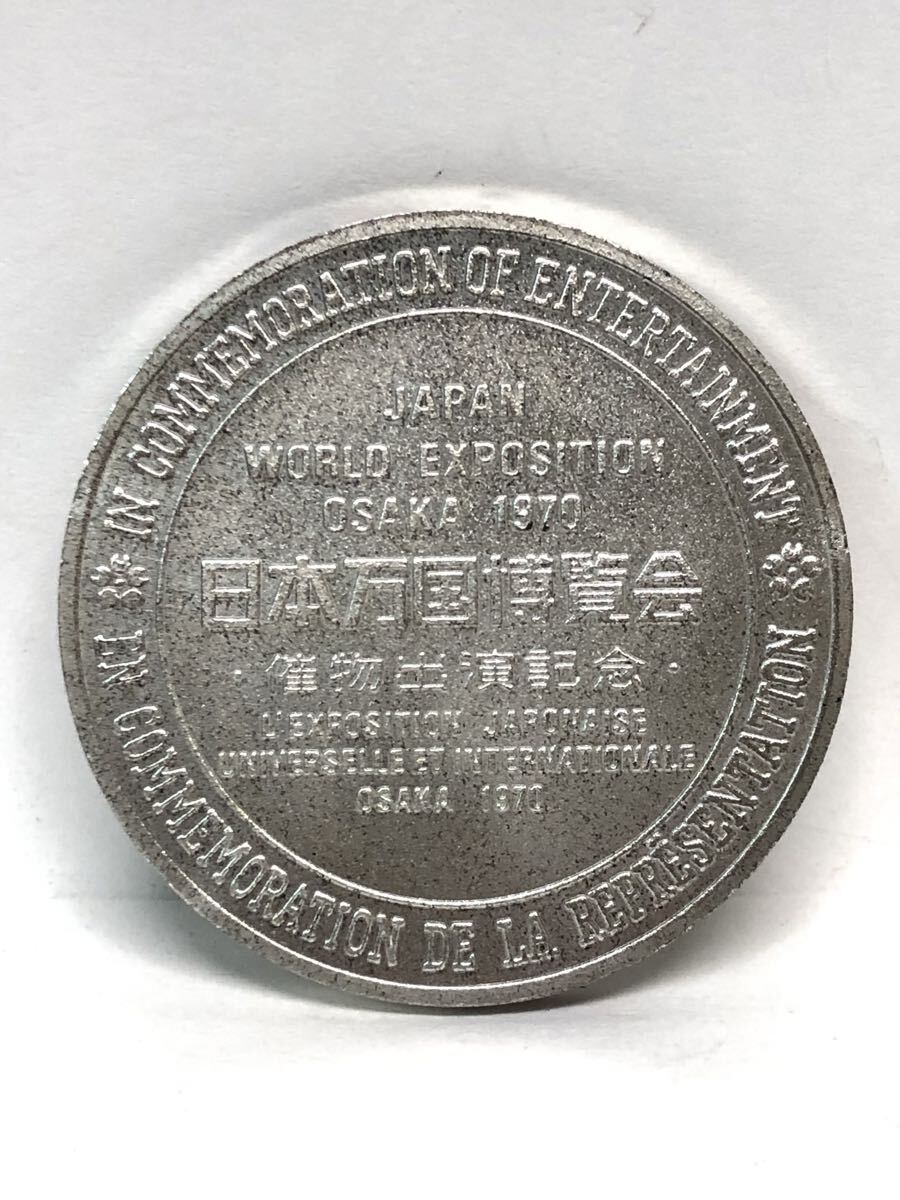 IN COMMEMORATION OF ENTERTAINMENT
JAPAN
WORLD EXPOSITION
OSAKA 1970
日本万国博覧会
・催物出演記念・
L'EXPOSITION JAPONAISE
UNIVERSELLE ET INTERNATIONALE
OSAKA 1970
EN COMMEMORATION DE LA REPRÉSENTATION